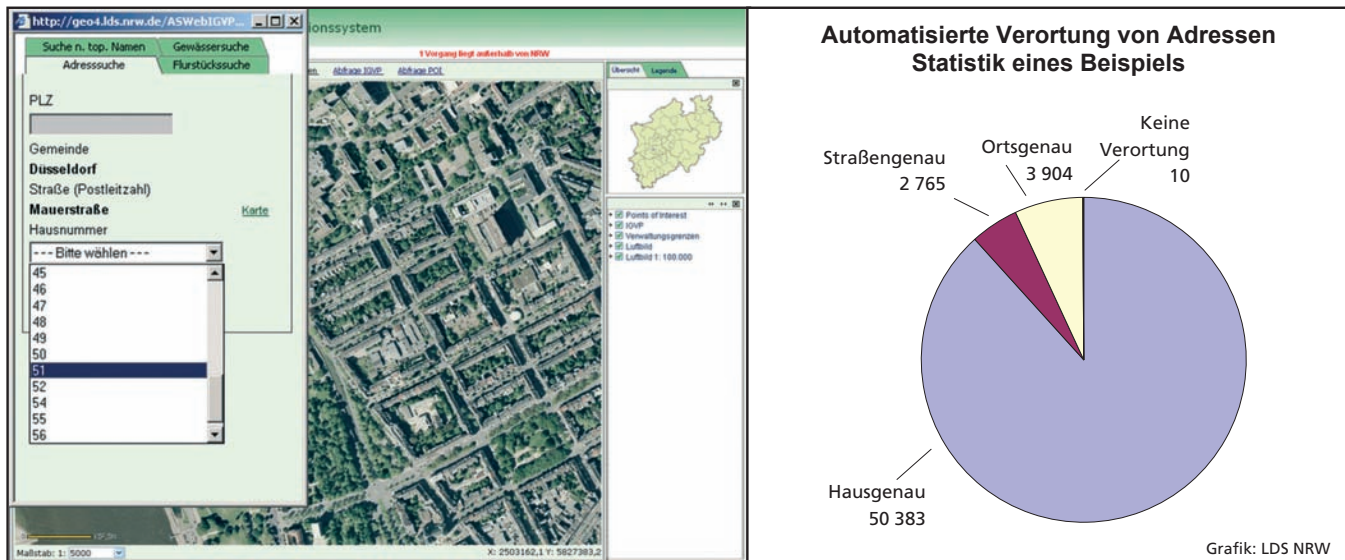 http://geo4.lds.nrw.de/ASWebIGVP...
Suche n. top. Namen
Gewässersuche
Adresssuche
Flurstückssuche
PLZ
Gemeinde
Düsseldorf
Straße (Postleitzahl)
Mauerstraße
Karte
Hausnummer
--- Bitte wählen ---
45
46
47
48
49
50
51
52
54
55
56
Maßstab: 1: 5000
ionssystem
1 Vorgang liegt außerhalb von NRW
Abfrage IGVP
Abfrage POI
Übersicht
Legende
Points of Interest
IGVP
Verwaltungsgrenzen
Luftbild
Luftbild 1: 100.000
X: 2503162,1 Y: 5827383,2
Automatisierte Verortung von Adressen
Statistik eines Beispiels
Straßengenau
2 765
Ortsgenau
3 904
Keine
Verortung
10
Hausgenau
50 383
Grafik: LDS NRW